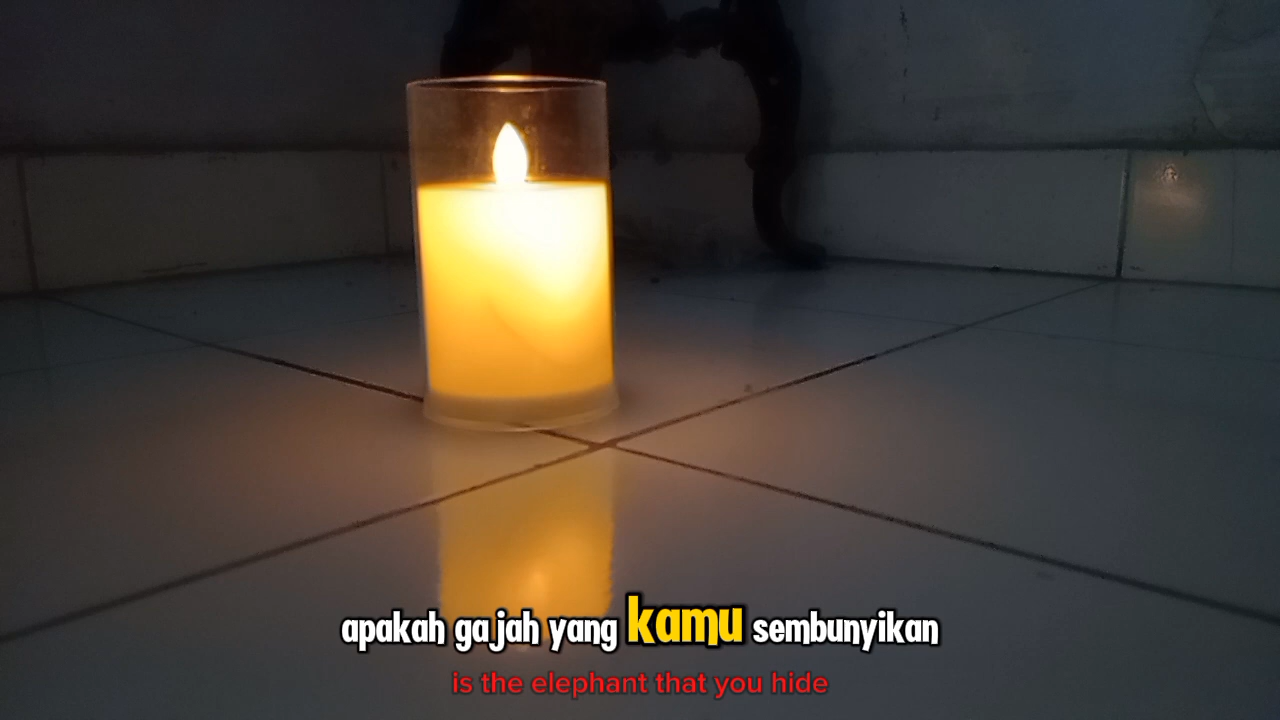 apakah gajah yang kamu sembunyikan
is the elephant that you hide